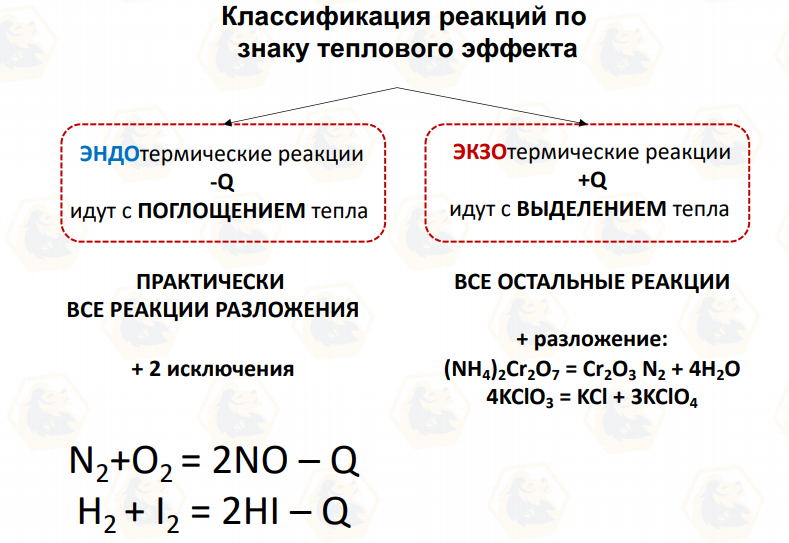 Классификация реакций по
знаку теплового эффекта
ЭНДОтермические реакции
-Q
идут с ПОГЛОЩЕНИЕМ тепла
ЭКЗОтермические реакции
+Q
идут с ВЫДЕЛЕНИЕМ тепла
ПРАКТИЧЕСКИ
ВСЕ РЕАКЦИИ РАЗЛОЖЕНИЯ
+ 2 исключения
N₂+O₂ = 2NO – Q
H₂ + I₂ = 2HI – Q
ВСЕ ОСТАЛЬНЫЕ РЕАКЦИИ
+ разложение:
(NH₄)₂Cr₂O₇ = Cr₂O₃ N₂ + 4H₂O
4KClO₃ = KCl + 3KClO₄